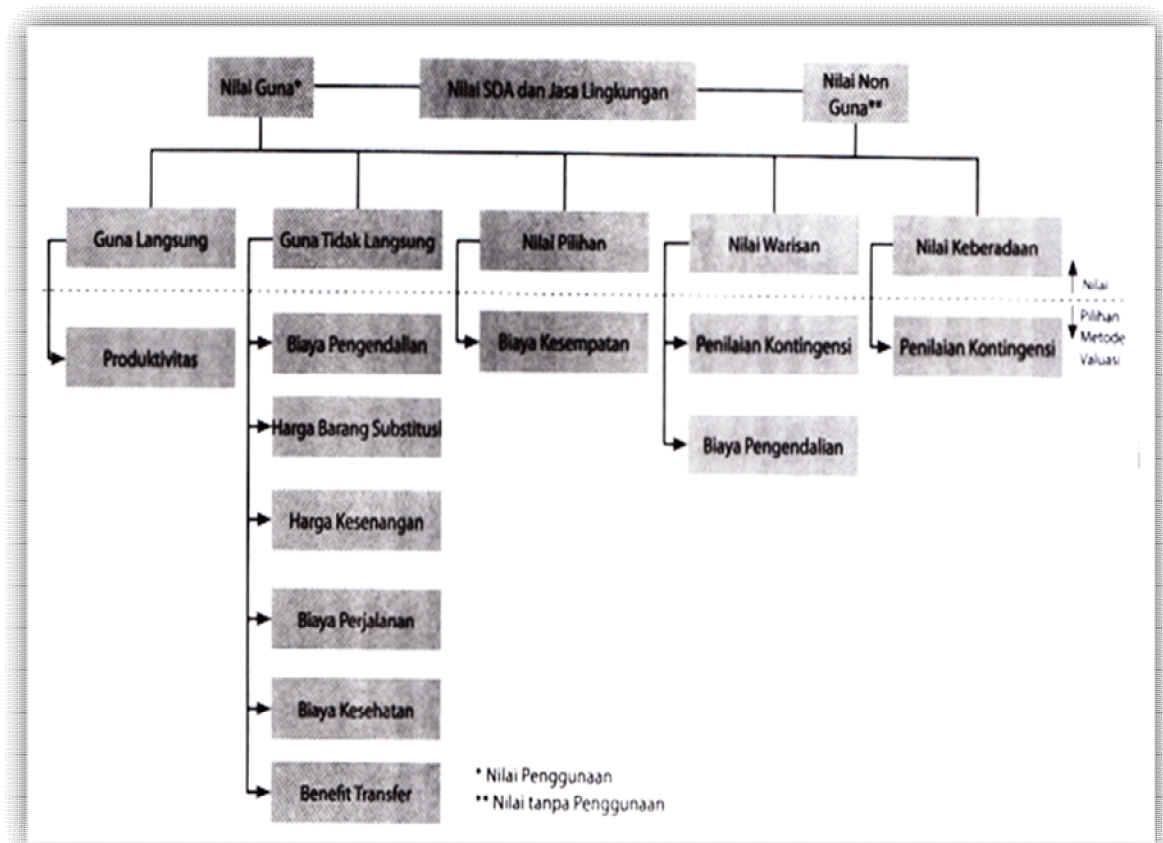 Nilai Guna*
Nilai SDA dan Jasa Lingkungan
Nilai Non
Guna**
Guna Langsung
Guna Tidak Langsung
Nilai Pilihan
Nilai Warisan
Nilai Keberadaan
Nilai
Pilihan
Metode
Valuasi
Produktivitas
Biaya Pengendalian
Biaya Kesempatan
Penilaian Kontingensi
Penilaian Kontingensi
Harga Barang Substitusi
Biaya Pengendalian
Harga Kesenangan
Biaya Perjalanan
Biaya Kesehatan
Benefit Transfer
* Nilai Penggunaan
** Nilai tanpa Penggunaan